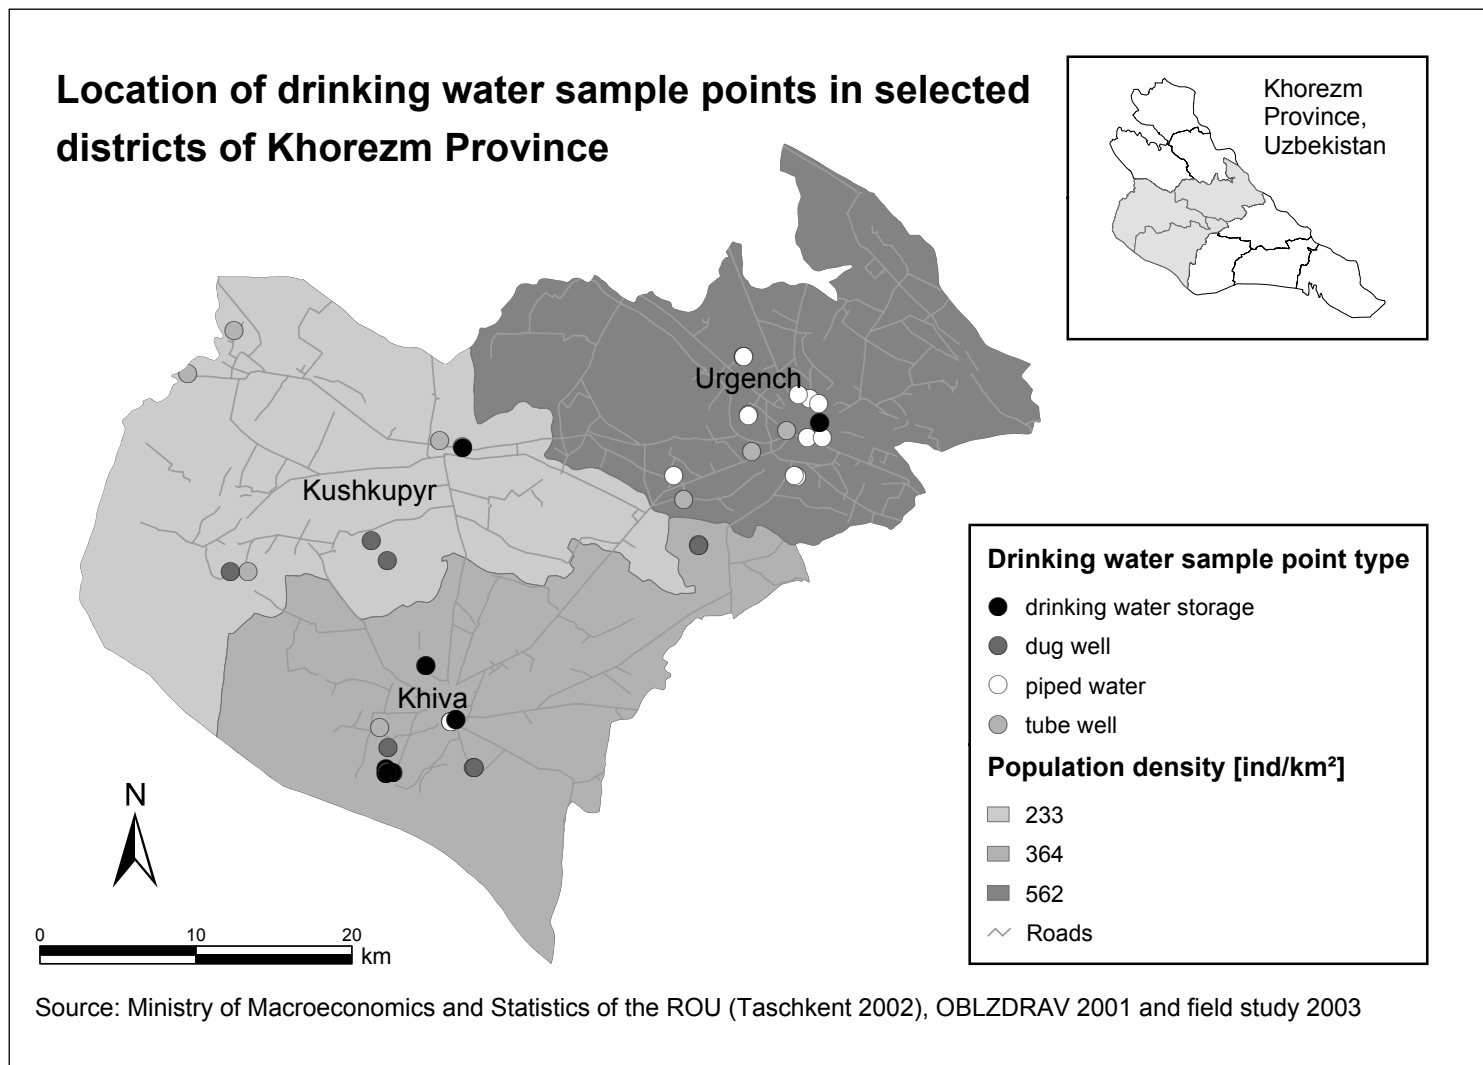 Location of drinking water sample points in selected
districts of Khorezm Province
Khorezm
Province,
Uzbekistan
Urgench
Kushkupyr
Khiva
Drinking water sample point type
drinking water storage
dug well
piped water
tube well
Population density [ind/km²]
233
364
562
Roads
N
0 10 20
km
Source: Ministry of Macroeconomics and Statistics of the ROU (Taschkent 2002), OBLZDRAV 2001 and field study 2003